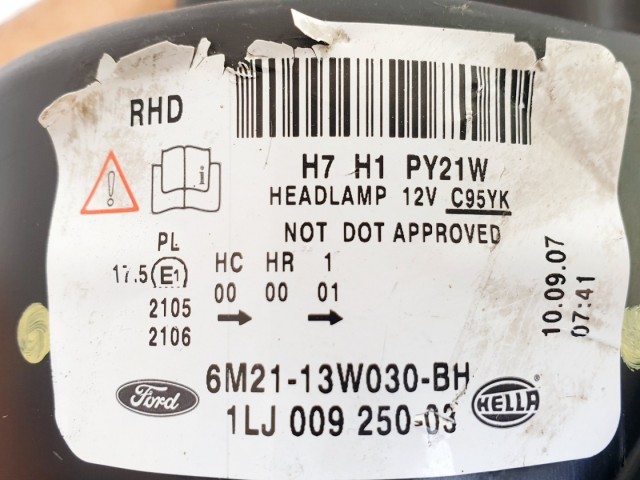 RHD
H7 H1 PY21W
HEADLAMP 12V C95YK
NOT DOT APPROVED
i
PL
17.5 E1
2105
2106
HC HR 1
00 00 01
10.09.07
07:41
6M21-13W030-BH
1LJ 009 250-03
Ford
HELLA